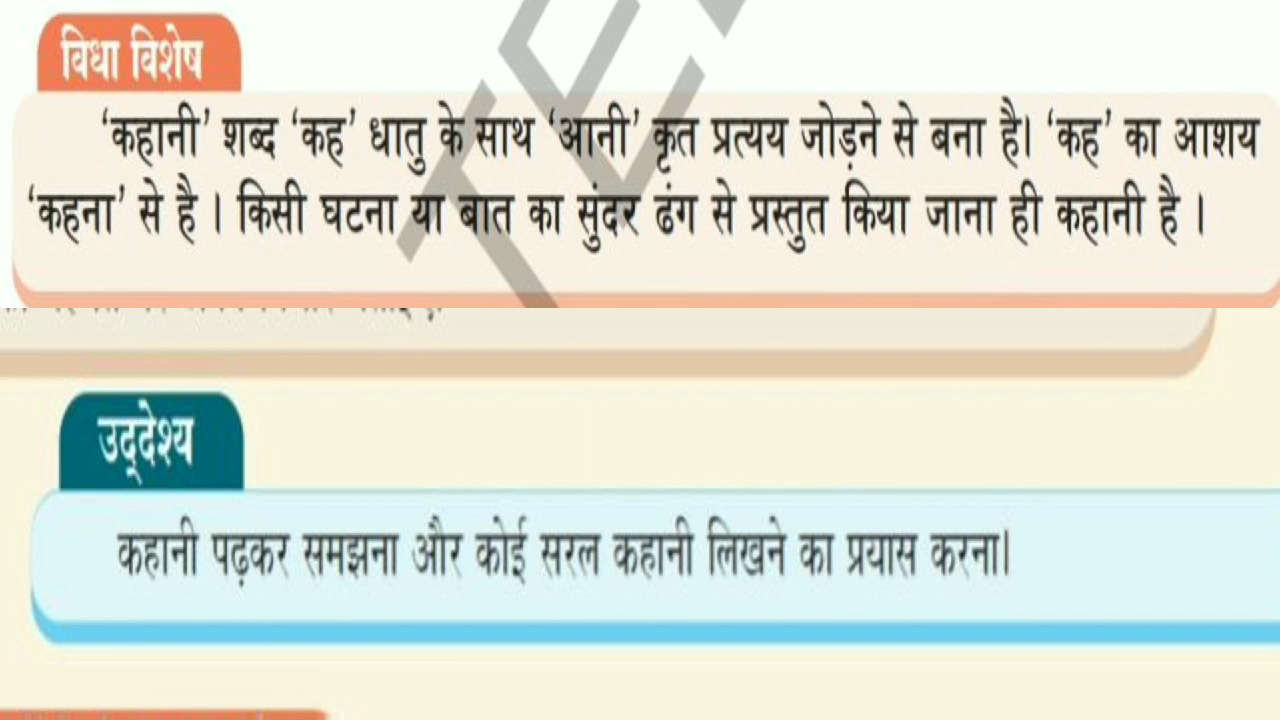 विधा विशेष
‘कहानी’ शब्द ‘कह’ धातु के साथ ‘आनी’ कृत प्रत्यय जोड़ने से बना है। ‘कह’ का आशय
‘कहना’ से है । किसी घटना या बात का सुंदर ढंग से प्रस्तुत किया जाना ही कहानी है ।
उद्‌देश्य
कहानी पढ़कर समझना और कोई सरल कहानी लिखने का प्रयास करना।